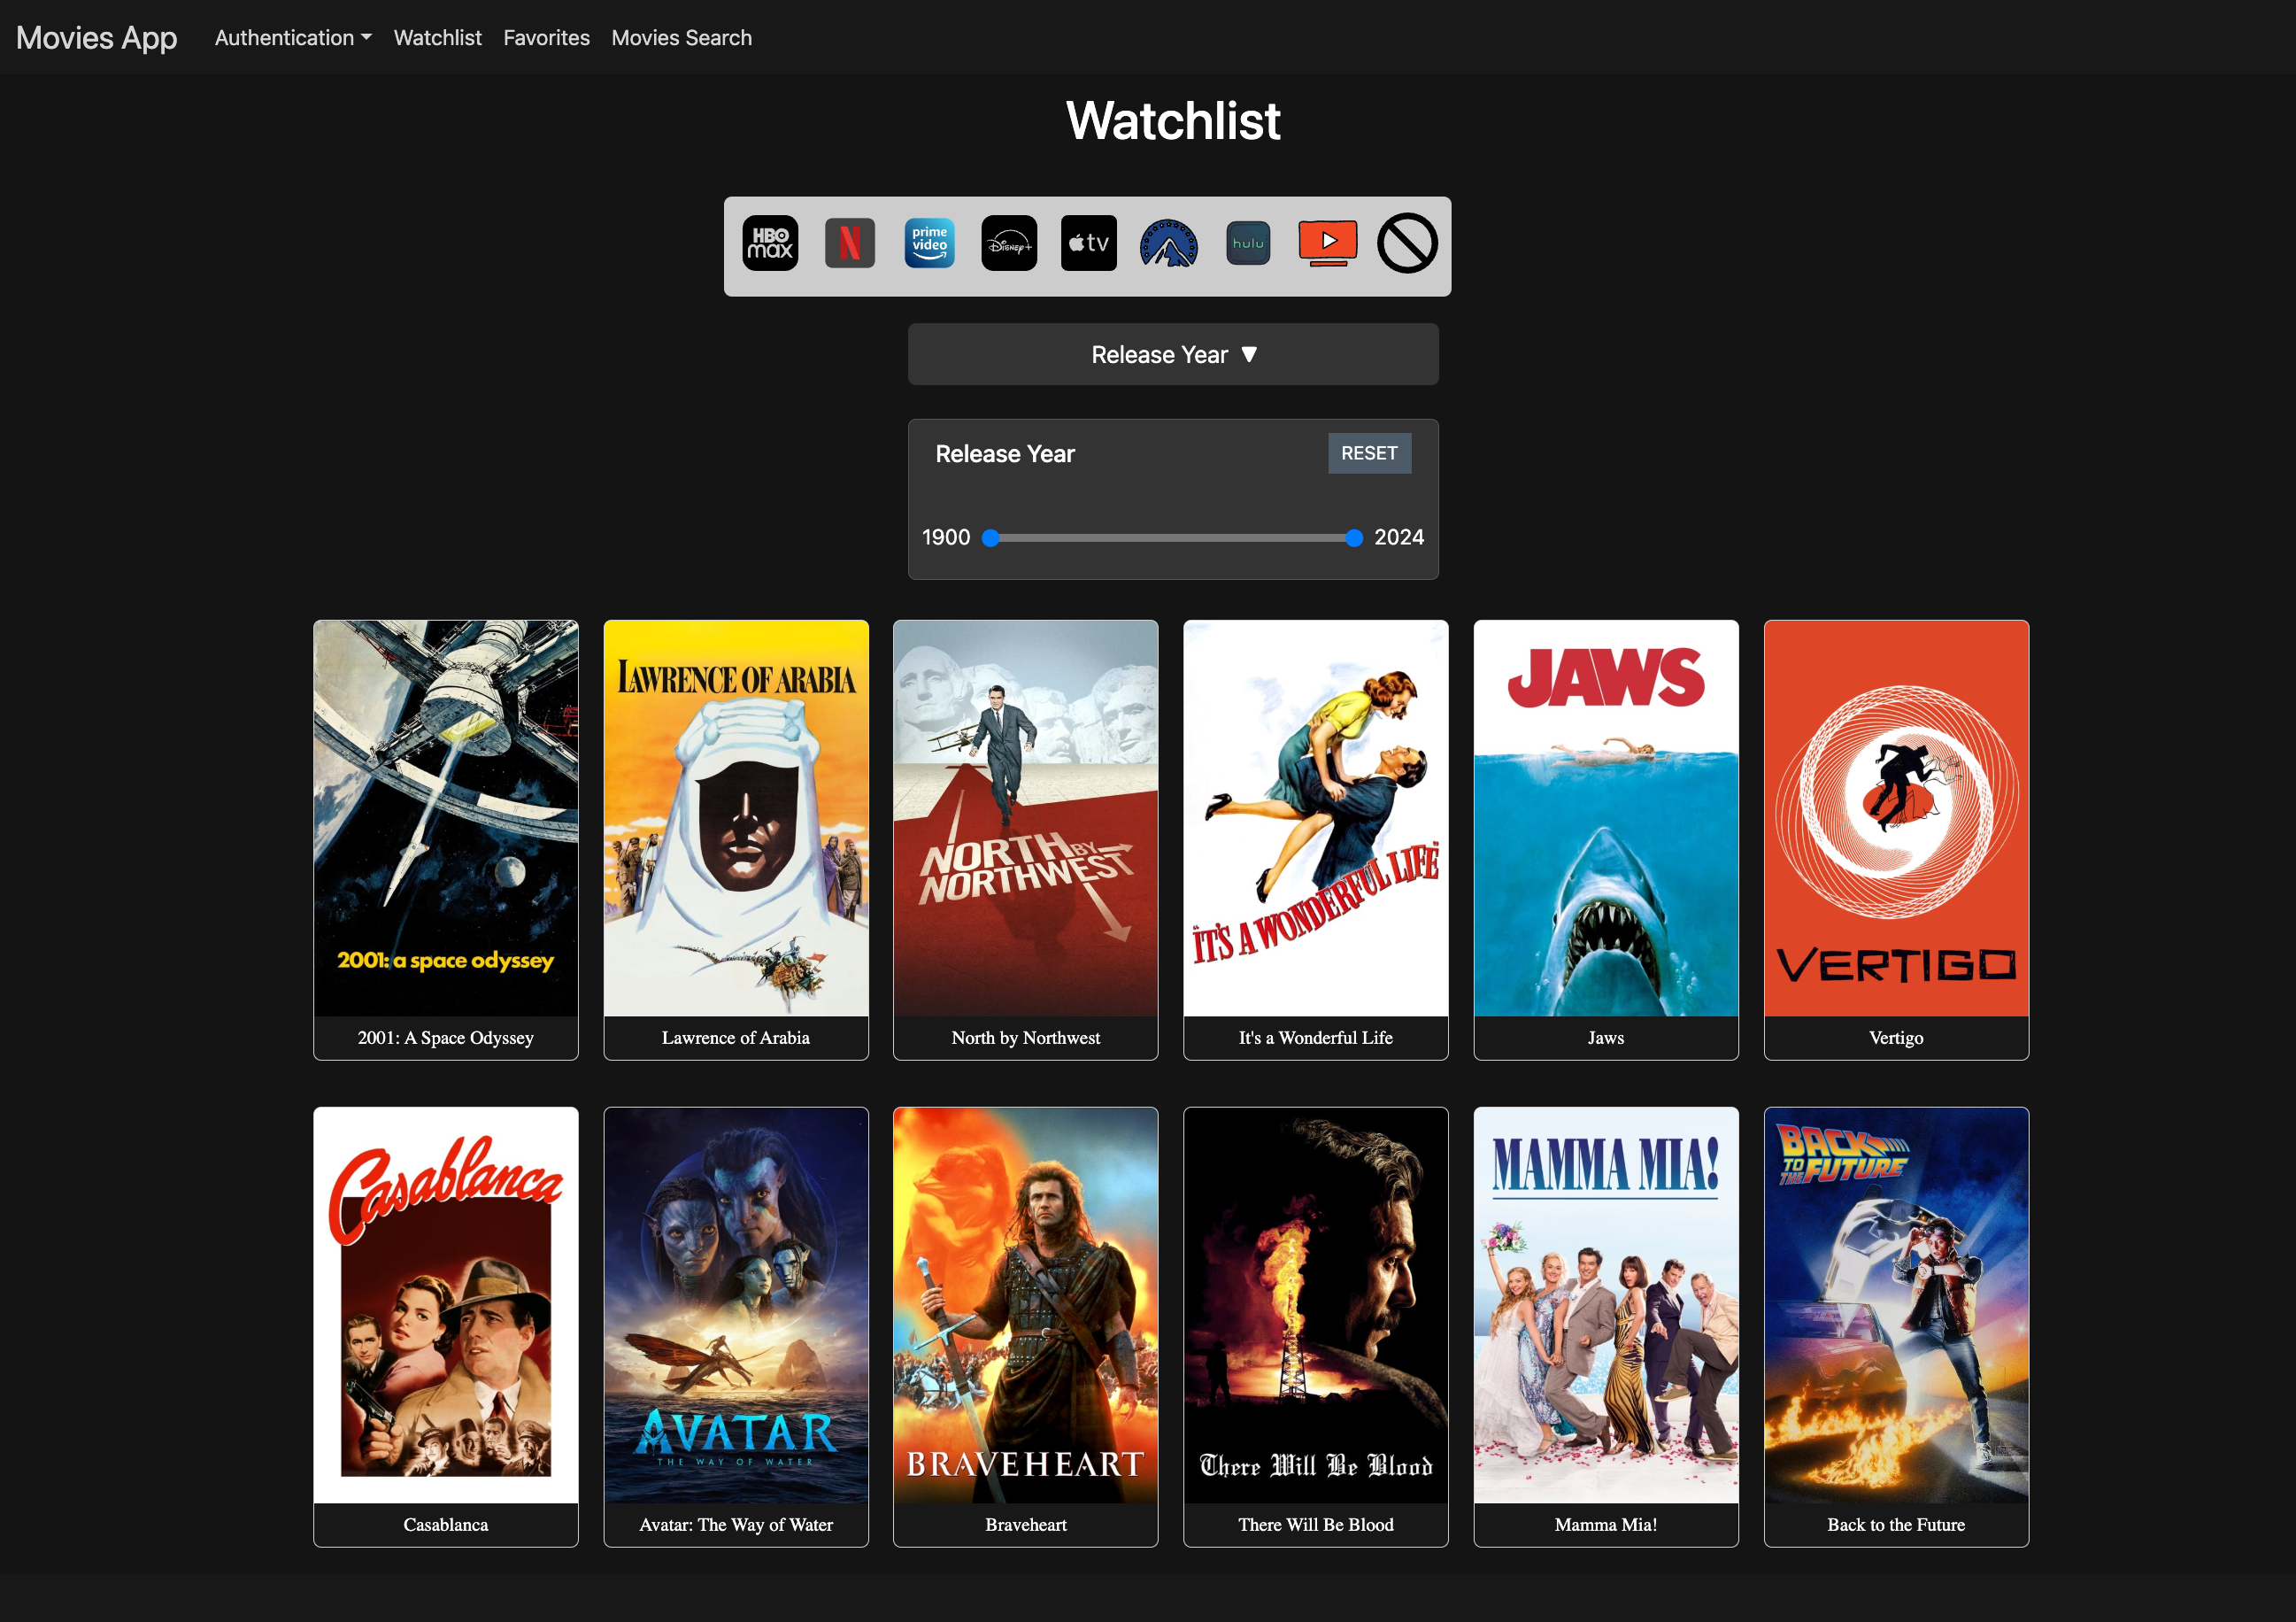 Movies App
Authentication
Watchlist
Favorites
Movies Search
Watchlist
HBO
max
N
prime
video
Disney+
tv
hulu
Release Year ▼
Release Year
RESET
1900
2024
2001: a space odyssey
LAWRENCE OF ARABIA
NORTH BY
NORTHWEST
"IT'S A WONDERFUL LIFE"
JAWS
VERTIGO
2001: A Space Odyssey
Lawrence of Arabia
North by Northwest
It's a Wonderful Life
Jaws
Vertigo
Casablanca
AVATAR
THE WAY OF WATER
BRAVEHEART
There Will Be Blood
MAMMA MIA!
BACK
TO
THE FUTURE
Casablanca
Avatar: The Way of Water
Braveheart
There Will Be Blood
Mamma Mia!
Back to the Future